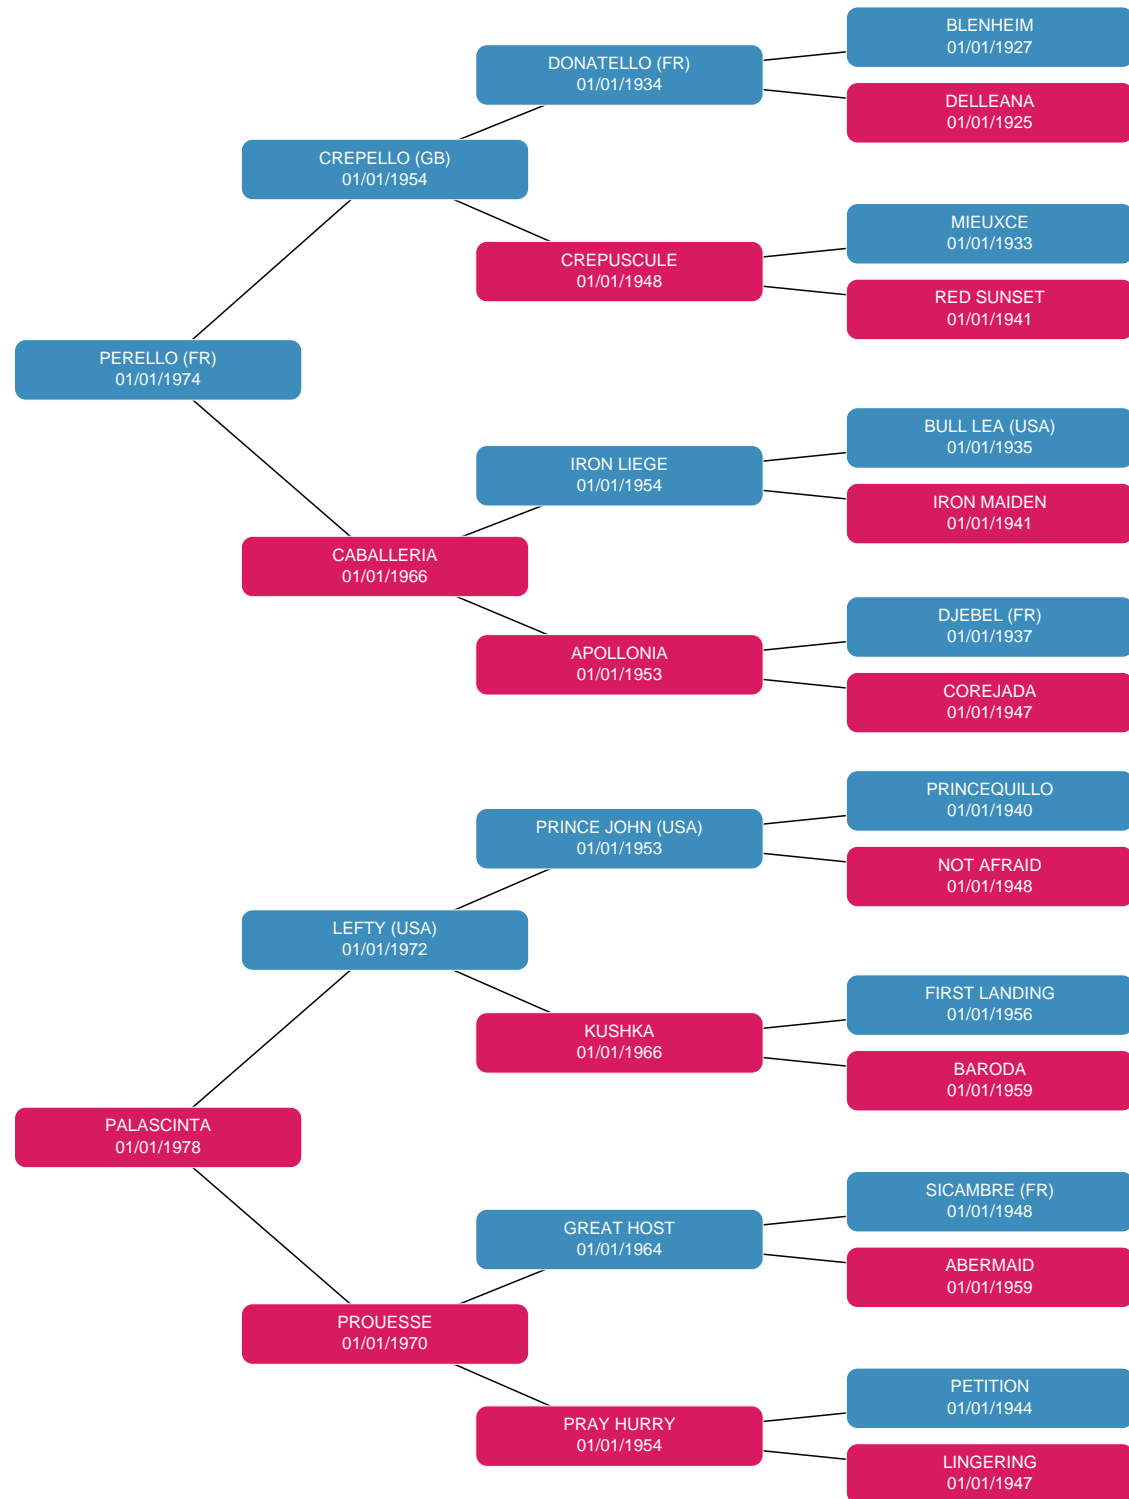 BLENHEIM
01/01/1927
DONATELLO (FR)
01/01/1934
DELLEANA
01/01/1925
CREPELLO (GB)
01/01/1954
MIEUXCE
01/01/1933
CREPUSCULE
01/01/1948
RED SUNSET
01/01/1941
PERELLO (FR)
01/01/1974
BULL LEA (USA)
01/01/1935
IRON LIEGE
01/01/1954
IRON MAIDEN
01/01/1941
CABALLERIA
01/01/1966
DJEBEL (FR)
01/01/1937
APOLLONIA
01/01/1953
COREJADA
01/01/1947
PRINCEQUILLO
01/01/1940
PRINCE JOHN (USA)
01/01/1953
NOT AFRAID
01/01/1948
LEFTY (USA)
01/01/1972
FIRST LANDING
01/01/1956
KUSHKA
01/01/1966
BARODA
01/01/1959
PALASCINTA
01/01/1978
SICAMBRE (FR)
01/01/1948
GREAT HOST
01/01/1964
ABERMAID
01/01/1959
PROUESSE
01/01/1970
PETITION
01/01/1944
PRAY HURRY
01/01/1954
LINGERING
01/01/1947